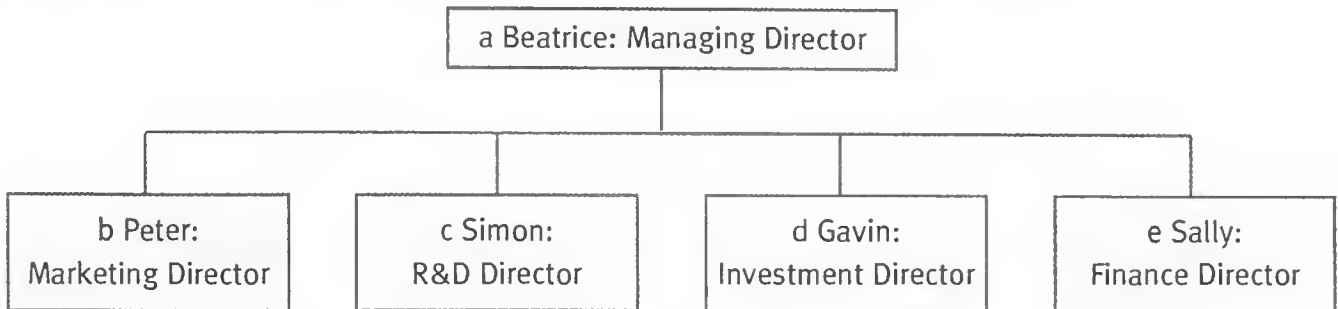 a Beatrice: Managing Director
b Peter:
Marketing Director
c Simon:
R&D Director
d Gavin:
Investment Director
e Sally:
Finance Director